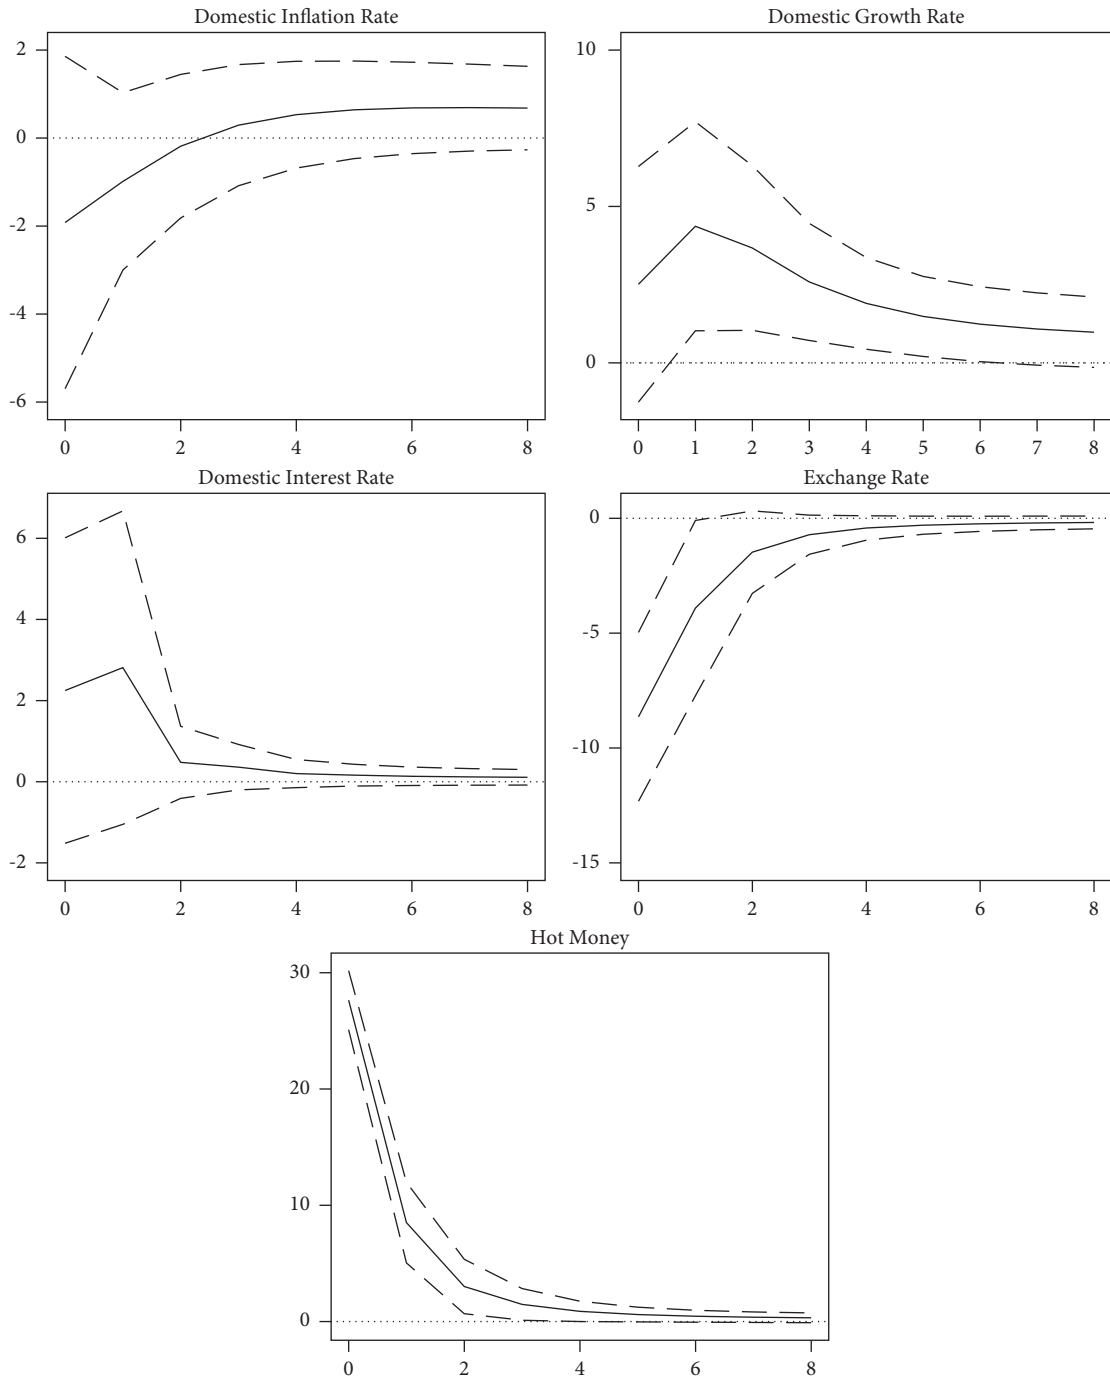 Domestic Inflation Rate
2
0
-2
-4
-6
0 2 4 6 8
Domestic Growth Rate
10
5
0
0 1 2 3 4 5 6 7 8
Domestic Interest Rate
6
4
2
0
-2
0 2 4 6 8
Exchange Rate
0
-5
-10
-15
0 2 4 6 8
Hot Money
30
20
10
0
0 2 4 6 8